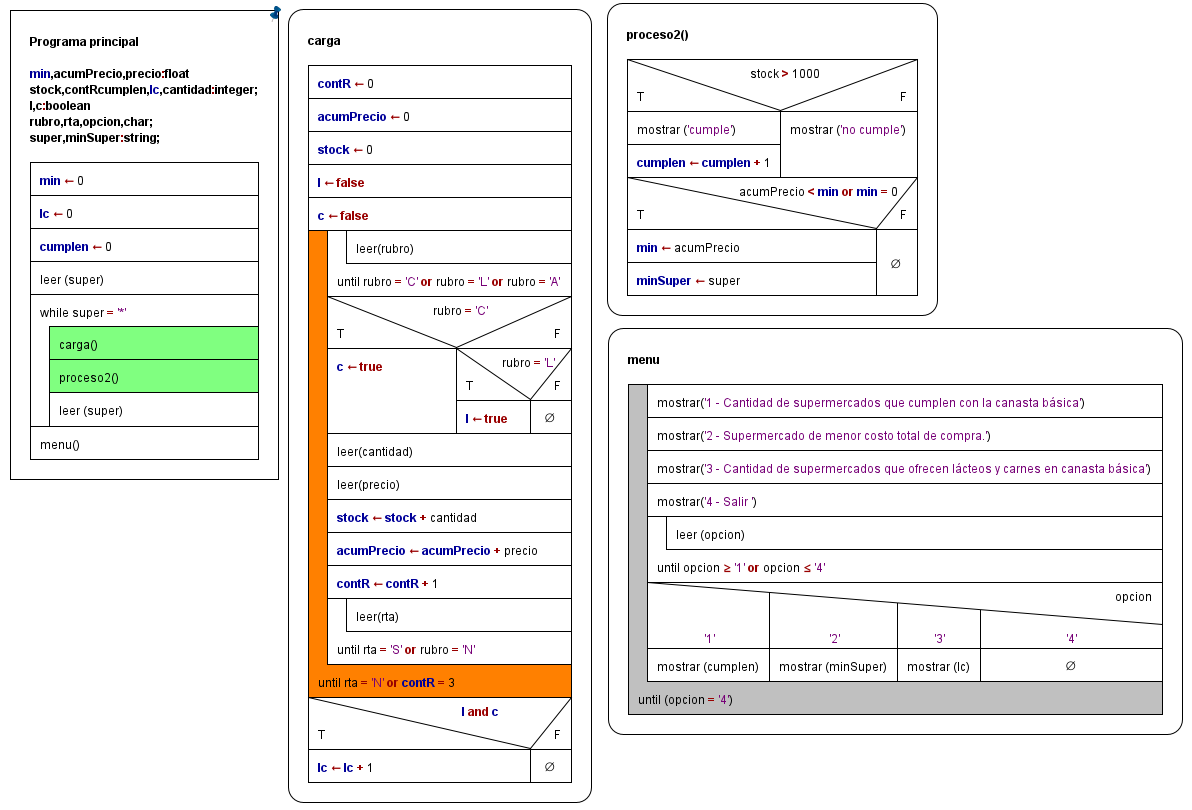 Programa principal
min,acumPrecio,precio:float
stock,contRcumplen,lc,cantidad:integer;
l,c:boolean
rubro,rta,opcion,char;
super,minSuper:string;
min ← 0
lc ← 0
cumplen ← 0
leer (super)
while super = '*'
carga()
proceso2()
leer (super)
menu()
carga
contR ← 0
acumPrecio ← 0
stock ← 0
l ← false
c ← false
leer(rubro)
until rubro = 'C' or rubro = 'L' or rubro = 'A'
rubro = 'C'
T F
c ← true
rubro = 'L'
T F
l ← true
∅
leer(cantidad)
leer(precio)
stock ← stock + cantidad
acumPrecio ← acumPrecio + precio
contR ← contR + 1
leer(rta)
until rta = 'S' or rubro = 'N'
until rta = 'N' or contR = 3
l and c
T F
lc ← lc + 1
∅
proceso2()
stock > 1000
T F
mostrar ('cumple')
cumplen ← cumplen + 1
mostrar ('no cumple')
acumPrecio < min or min = 0
T F
min ← acumPrecio
minSuper ← super
∅
menu
mostrar('1 - Cantidad de supermercados que cumplen con la canasta básica')
mostrar('2 - Supermercado de menor costo total de compra.')
mostrar('3 - Cantidad de supermercados que ofrecen lácteos y carnes en canasta básica')
mostrar('4 - Salir ')
leer (opcion)
until opcion ≥ '1' or opcion ≤ '4'
opcion
'1' '2' '3' '4'
mostrar (cumplen) mostrar (minSuper) mostrar (lc) ∅
until (opcion = '4')